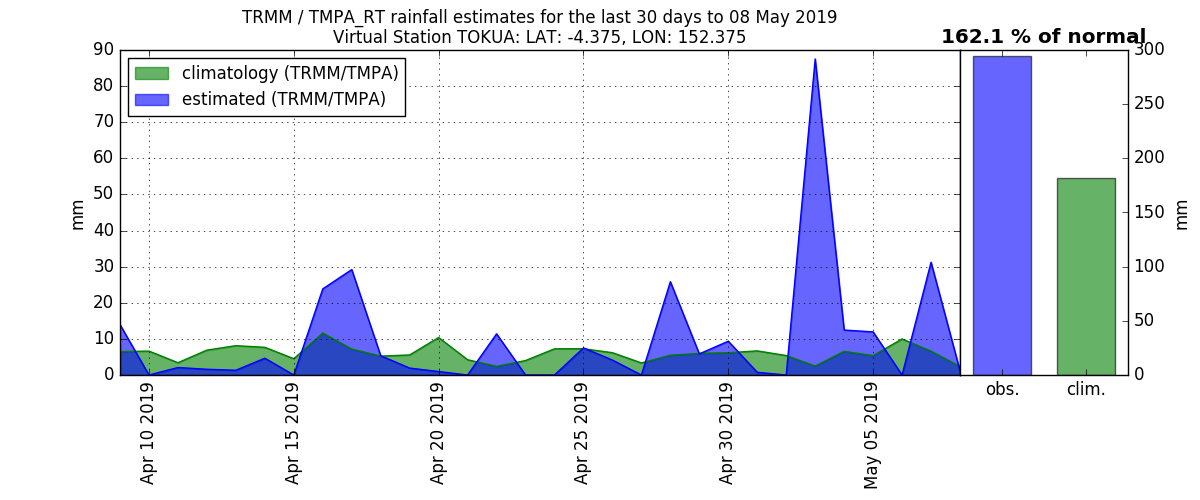 TRMM / TMPA_RT rainfall estimates for the last 30 days to 08 May 2019
Virtual Station TOKUA: LAT: -4.375, LON: 152.375
162.1 % of normal
climatology (TRMM/TMPA)
estimated (TRMM/TMPA)
mm
90
80
70
60
50
40
30
20
10
0
Apr 10 2019
Apr 15 2019
Apr 20 2019
Apr 25 2019
Apr 30 2019
May 05 2019
300
250
200
150
100
50
0
mm
obs.
clim.